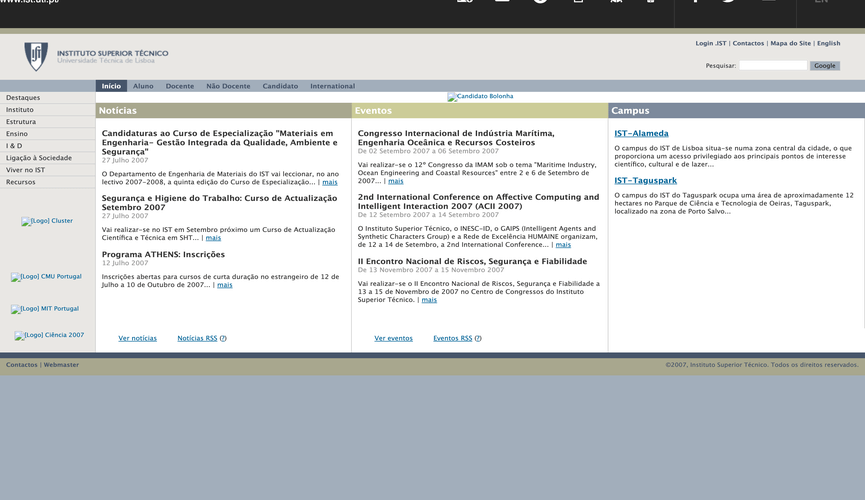 www.ist.utl.pt/
EN
INSTITUTO SUPERIOR TÉCNICO
Universidade Técnica de Lisboa
Login .IST | Contactos | Mapa do Site | English
Pesquisar:
Google
Início Aluno Docente Não Docente Candidato International
Destaques
Instituto
Estrutura
Ensino
I & D
Ligação à Sociedade
Viver no IST
Recursos
[Logo] Cluster
[Logo] CMU Portugal
[Logo] MIT Portugal
[Logo] Ciência 2007
Candidato Bolonha
Notícias
Candidaturas ao Curso de Especialização "Materiais em
Engenharia- Gestão Integrada da Qualidade, Ambiente e
Segurança"
27 Julho 2007
O Departamento de Engenharia de Materiais do IST vai leccionar, no ano
lectivo 2007-2008, a quinta edição do Curso de Especialização... | mais
Segurança e Higiene do Trabalho: Curso de Actualização
Setembro 2007
27 Julho 2007
Vai realizar-se no IST em Setembro próximo um Curso de Actualização
Científica e Técnica em SHT... | mais
Programa ATHENS: Inscrições
12 Julho 2007
Inscrições abertas para cursos de curta duração no estrangeiro de 12 de
Julho a 10 de Outubro de 2007... | mais
Ver notícias Notícias RSS (?)
Eventos
Congresso Internacional de Indústria Marítima,
Engenharia Oceânica e Recursos Costeiros
De 02 Setembro 2007 a 06 Setembro 2007
Vai realizar-se o 12º Congresso da IMAM sob o tema "Maritime Industry,
Ocean Engineering and Coastal Resources" entre 2 e 6 de Setembro de
2007... | mais
2nd International Conference on Affective Computing and
Intelligent Interaction 2007 (ACII 2007)
De 12 Setembro 2007 a 14 Setembro 2007
O Instituto Superior Técnico, o INESC-ID, o GAIPS (Intelligent Agents and
Synthetic Characters Group) e a Rede de Excelência HUMAINE organizam,
de 12 a 14 de Setembro, a 2nd International Conference... | mais
II Encontro Nacional de Riscos, Segurança e Fiabilidade
De 13 Novembro 2007 a 15 Novembro 2007
Vai realizar-se o II Encontro Nacional de Riscos, Segurança e Fiabilidade a
13 a 15 de Novembro de 2007 no Centro de Congressos do Instituto
Superior Técnico. | mais
Ver eventos Eventos RSS (?)
Campus
IST-Alameda
O campus do IST de Lisboa situa-se numa zona central da cidade, o que
proporciona um acesso privilegiado aos principais pontos de interesse
científico, cultural e de lazer...
IST-Taguspark
O campus do IST do Taguspark ocupa uma área de aproximadamente 12
hectares no Parque de Ciência e Tecnologia de Oeiras, Taguspark,
localizado na zona de Porto Salvo...
Contactos | Webmaster
©2007, Instituto Superior Técnico. Todos os direitos reservados.